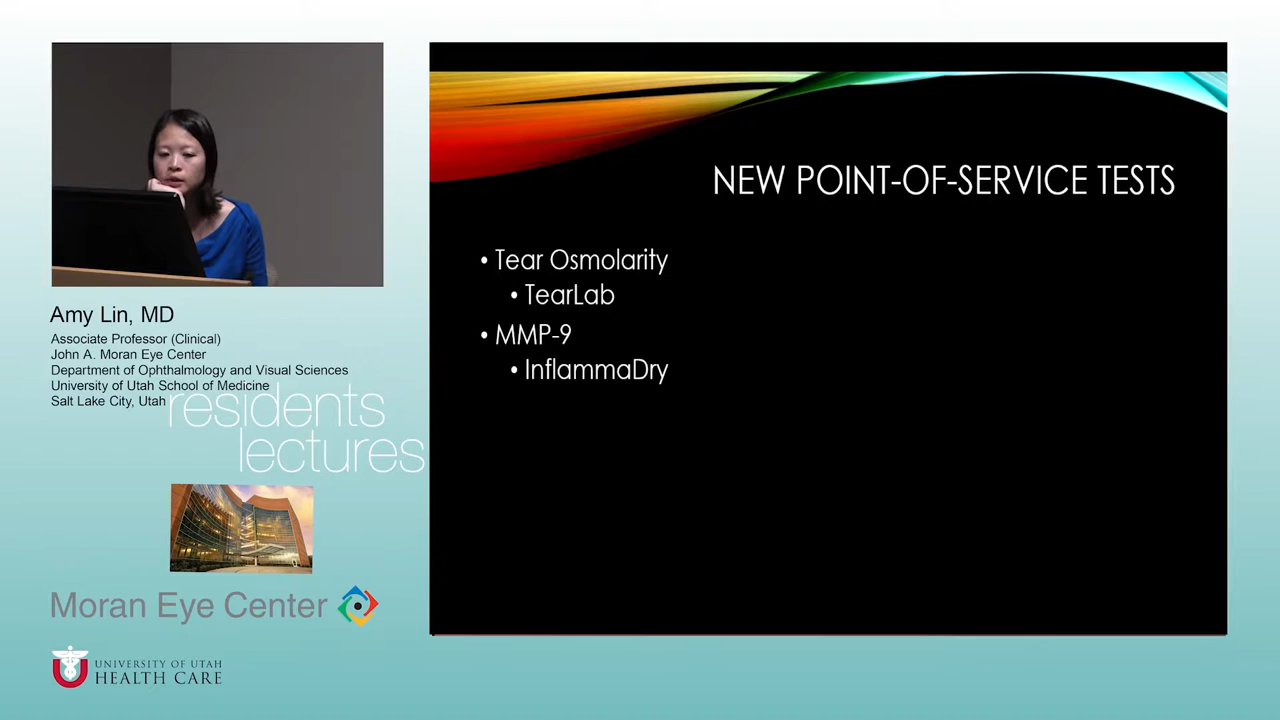 NEW POINT-OF-SERVICE TESTS
• Tear Osmolarity
• TearLab
• MMP-9
• InflammaDry
Amy Lin, MD
Associate Professor (Clinical)
John A. Moran Eye Center
Department of Ophthalmology and Visual Sciences
University of Utah School of Medicine
Salt Lake City, Utah
residents
lectures
Moran Eye Center
UNIVERSITY OF UTAH
HEALTH CARE